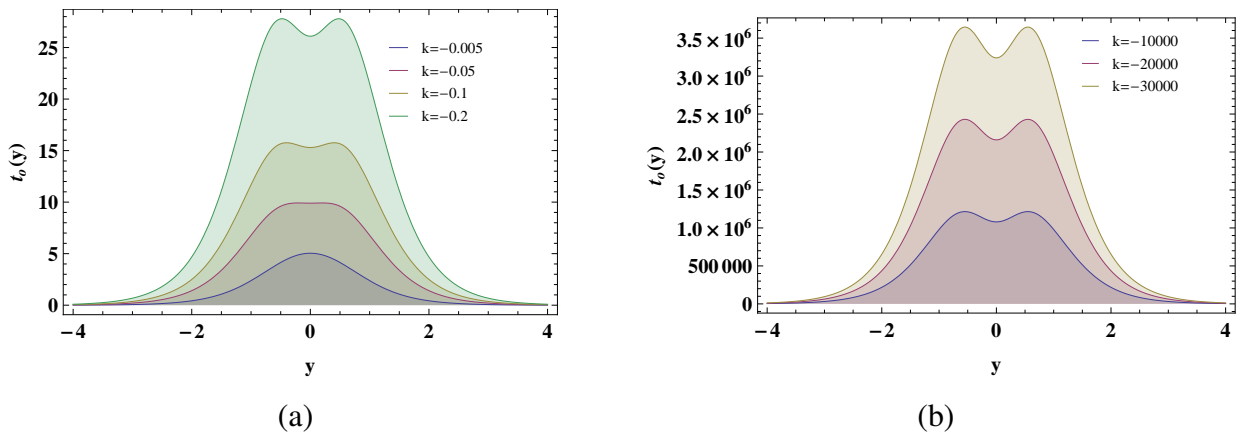 25
20
15
10
5
0
t_o(y)
k=−0.005
k=−0.05
k=−0.1
k=−0.2
−4 −2 0 2 4
y
(a)
3.5 × 10^6
3.0 × 10^6
2.5 × 10^6
2.0 × 10^6
1.5 × 10^6
1.0 × 10^6
500 000
0
t_o(y)
k=−10000
k=−20000
k=−30000
−4 −2 0 2 4
y
(b)